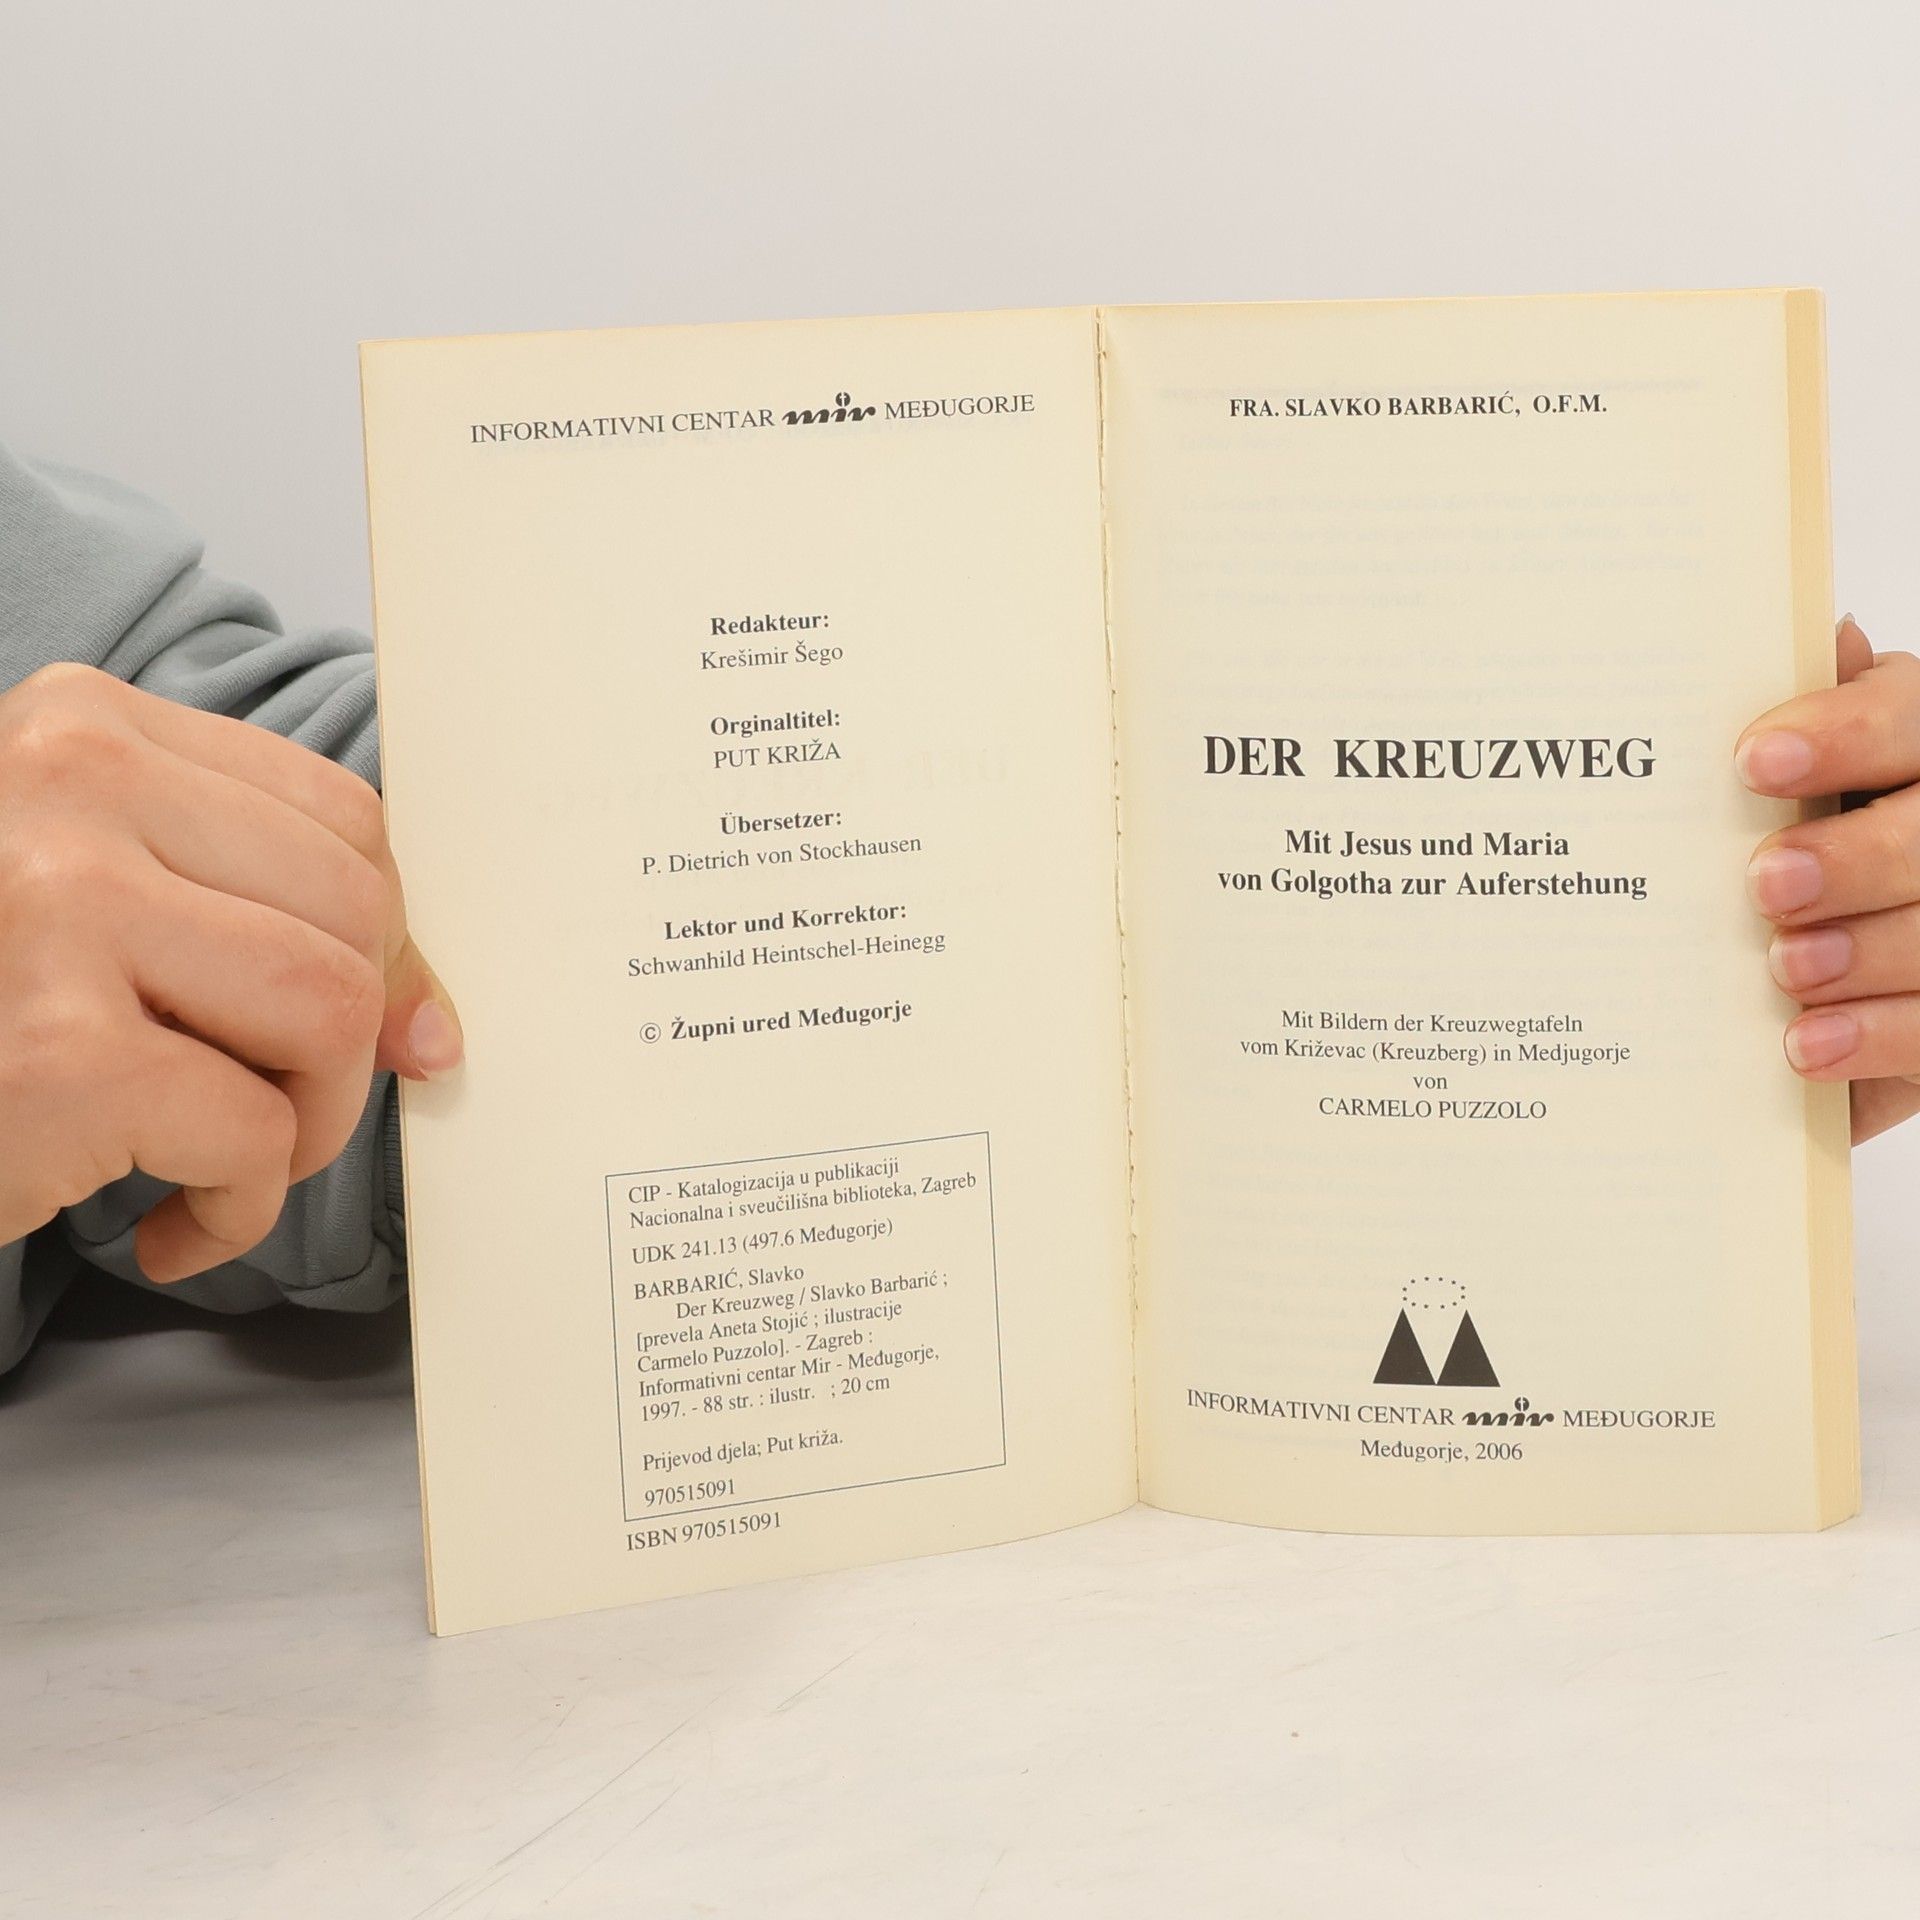 INFORMATIVNI CENTAR mir MEĐUGORJE
Redakteur:
Krešimir Šego
Orginaltitel:
PUT KRIŽA
Übersetzer:
P. Dietrich von Stockhausen
Lektor und Korrektor:
Schwanhild Heintschel-Heinegg
© Župni ured Međugorje
CIP - Katalogizacija u publikaciji
Nacionalna i sveučilišna biblioteka, Zagreb
UDK 241.13 (497.6 Međugorje)
BARBARIĆ, Slavko
Der Kreuzweg / Slavko Barbarić ;
[prevela Aneta Stojić ; ilustracije
Carmelo Puzzolo]. - Zagreb :
Informativni centar Mir - Međugorje,
1997. - 88 str. : ilustr. ; 20 cm
Prijevod djela; Put križa.
970515091
ISBN 970515091
FRA. SLAVKO BARBARIĆ, O.F.M.
DER KREUZWEG
Mit Jesus und Maria
von Golgotha zur Auferstehung
Mit Bildern der Kreuzwegtafeln
vom Križevac (Kreuzberg) in Medjugorje
von
CARMELO PUZZOLO
INFORMATIVNI CENTAR mir MEĐUGORJE
Međugorje, 2006